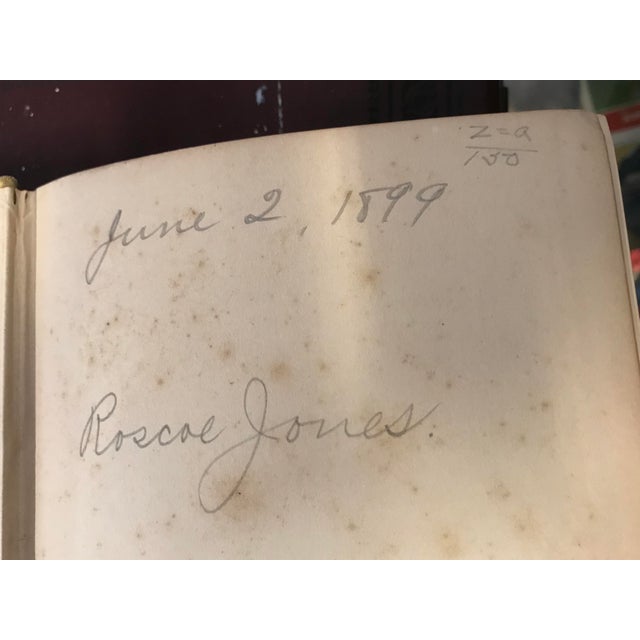 Z=a
150
June 2, 1899
Roscoe Jones.